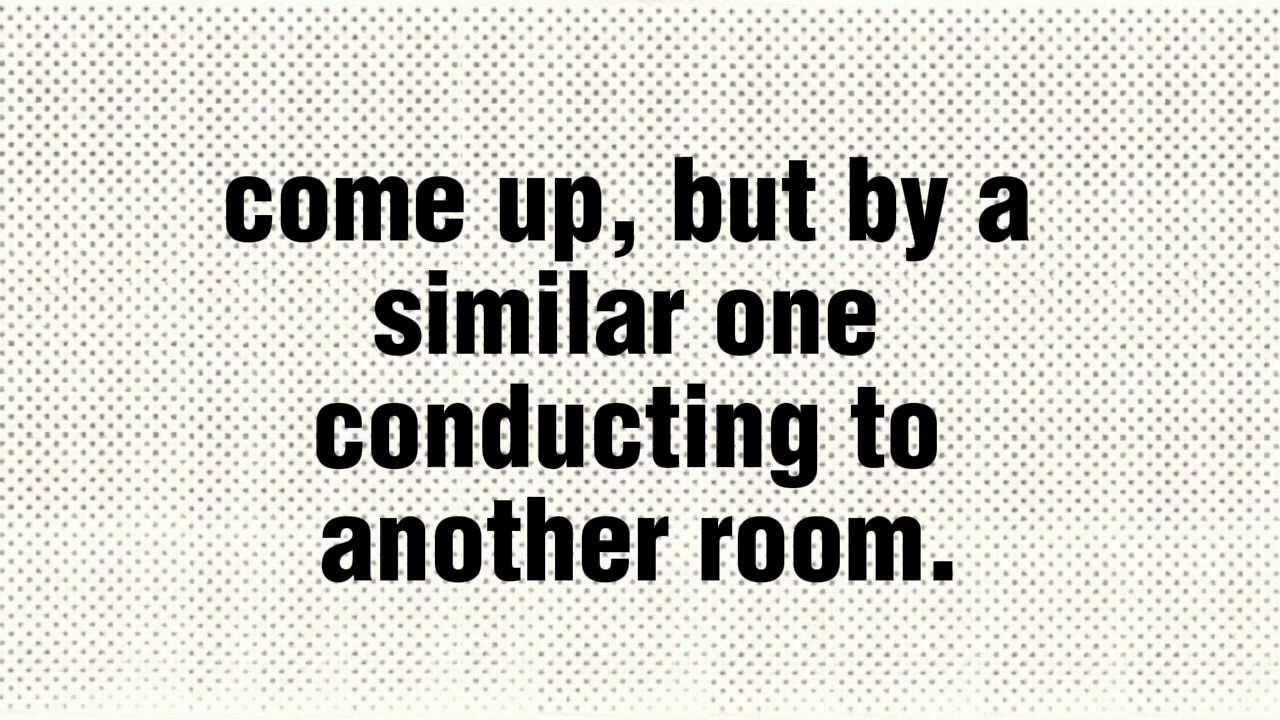 come up, but by a
similar one
conducting to
another room.